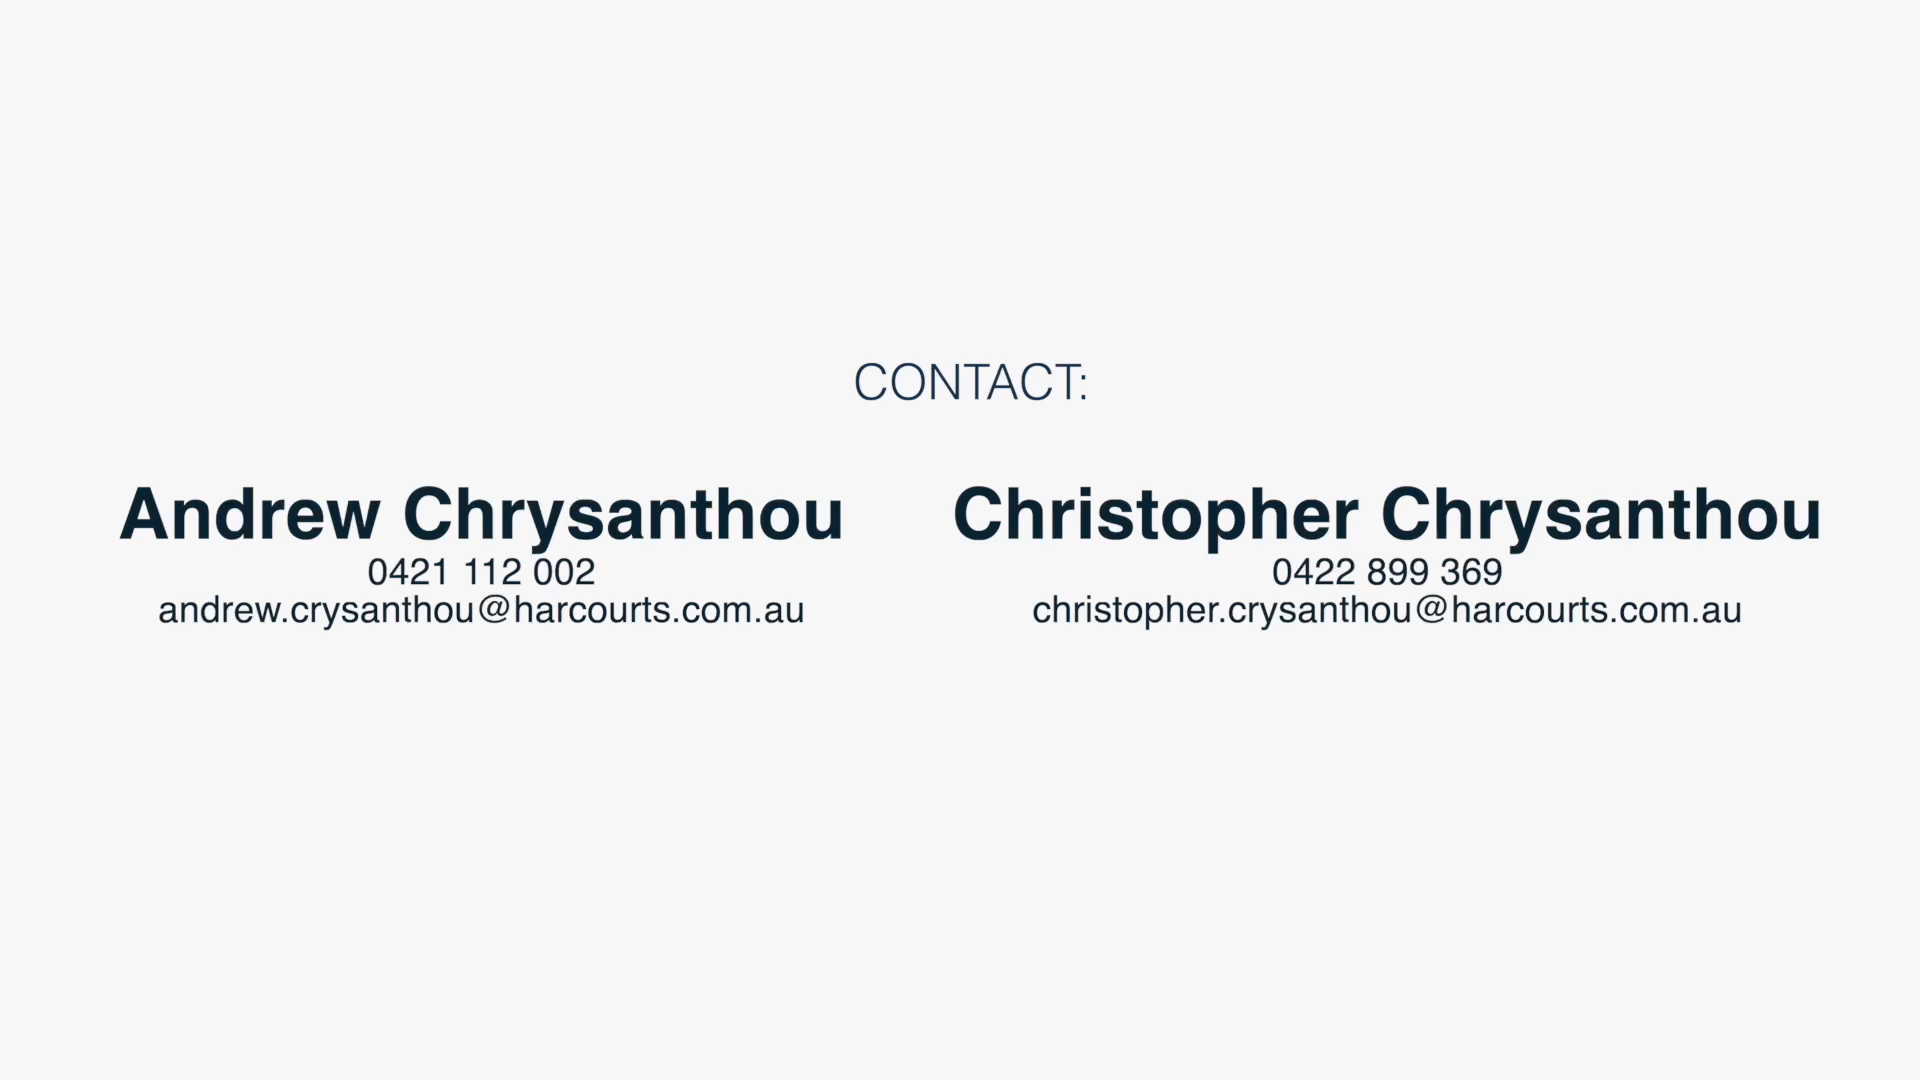 CONTACT:
Andrew Chrysanthou
0421 112 002
andrew.crysanthou@harcourts.com.au
Christopher Chrysanthou
0422 899 369
christopher.crysanthou@harcourts.com.au